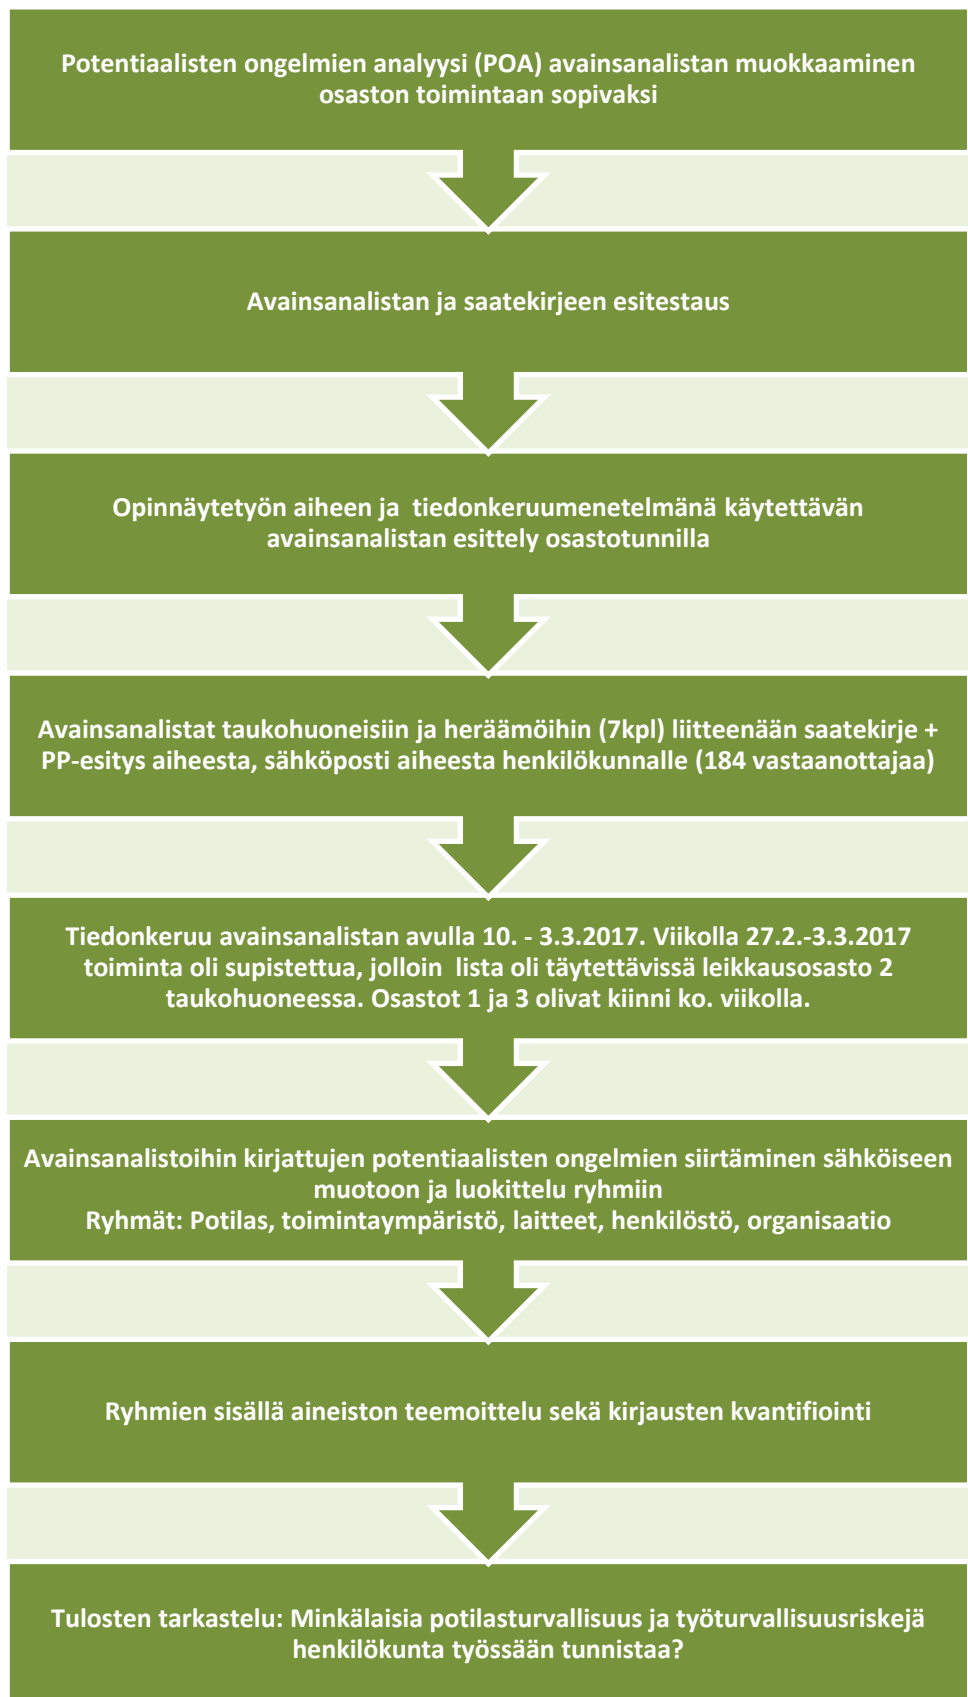 Potentiaalisten ongelmien analyysi (POA) avainsanalistan muokkaaminen
osaston toimintaan sopivaksi
Avainsanalistan ja saatekirjeen esitestaus
Opinnäytetyön aiheen ja  tiedonkeruumenetelmänä käytettävän
avainsanalistan esittely osastotunnilla
Avainsanalistat taukohuoneisiin ja heräämöihin (7kpl) liitteenään saatekirje +
PP-esitys aiheesta, sähköposti aiheesta henkilökunnalle (184 vastaanottajaa)
Tiedonkeruu avainsanalistan avulla 10. - 3.3.2017. Viikolla 27.2.-3.3.2017
toiminta oli supistettua, jolloin  lista oli täytettävissä leikkausosasto 2
taukohuoneessa. Osastot 1 ja 3 olivat kiinni ko. viikolla.
Avainsanalistoihin kirjattujen potentiaalisten ongelmien siirtäminen sähköiseen
muotoon ja luokittelu ryhmiin
Ryhmät: Potilas, toimintaympäristö, laitteet, henkilöstö, organisaatio
Ryhmien sisällä aineiston teemoittelu sekä kirjausten kvantifiointi
Tulosten tarkastelu: Minkälaisia potilasturvallisuus ja työturvallisuusriskejä
henkilökunta työssään tunnistaa?